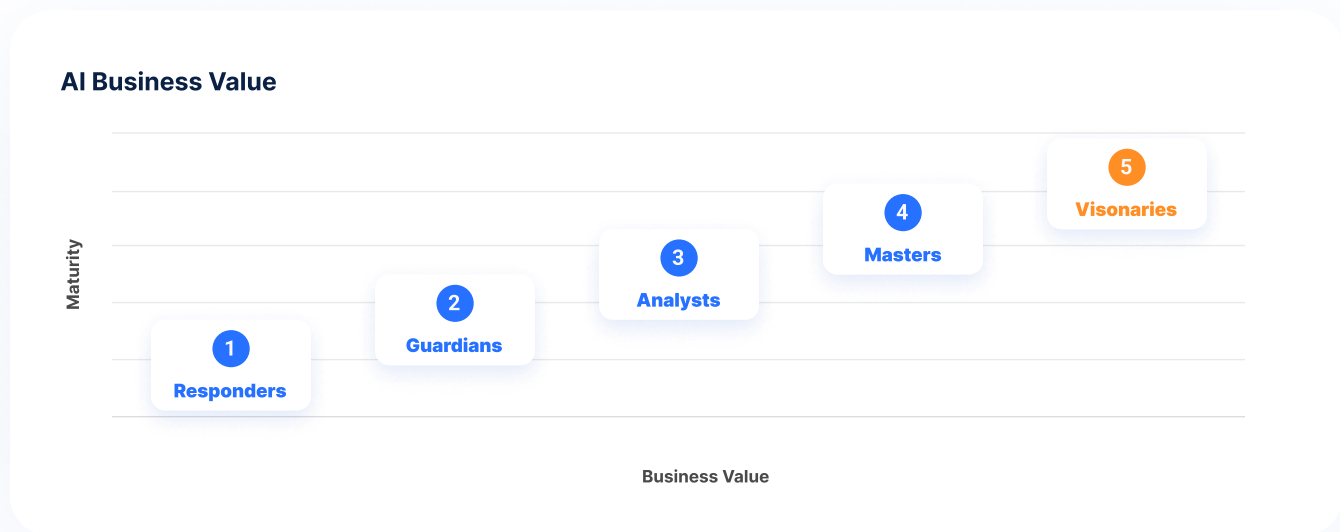 AI Business Value
Maturity
1
Responders
2
Guardians
3
Analysts
4
Masters
5
Visonaries
Business Value